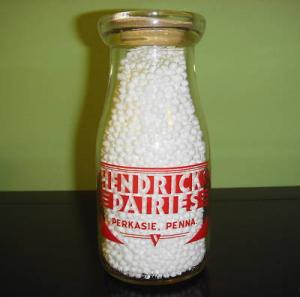 HENDRICKS
DAIRIES
PERKASIE, PENNA.
V